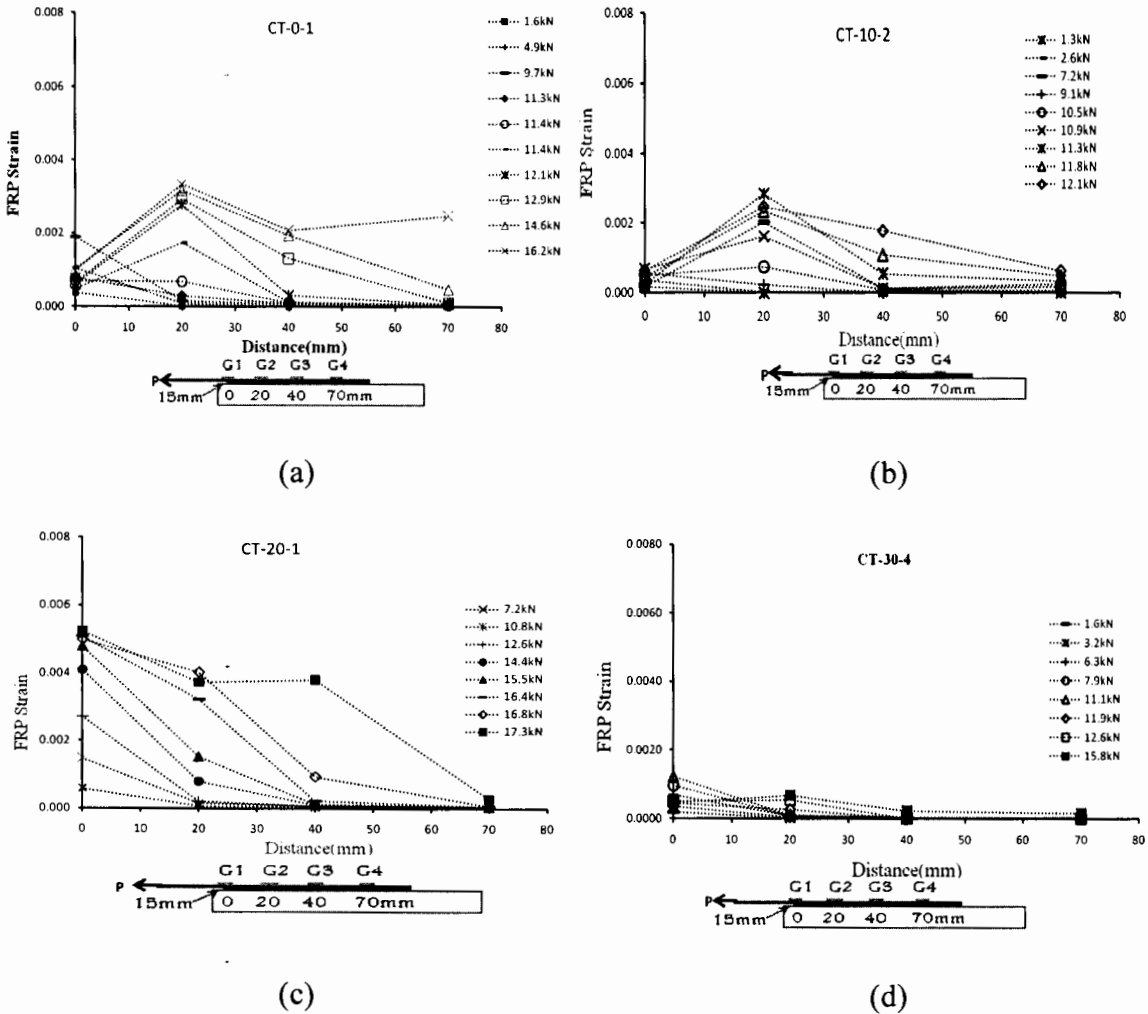 CT-0-1
0.008
0.006
0.004
0.002
0.000
FRP Strain
0 10 20 30 40 50 60 70 80
Distance(mm)
1.6kN
4.9kN
9.7kN
11.3kN
11.4kN
11.4kN
12.1kN
12.9kN
14.6kN
16.2kN
G1 G2 G3 G4
P
15mm
0 20 40 70mm
(a)
CT-10-2
0.008
0.006
0.004
0.002
0.000
FRP Strain
0 10 20 30 40 50 60 70 80
Distance(mm)
1.3kN
2.6kN
7.2kN
9.1kN
10.5kN
10.9kN
11.3kN
11.8kN
12.1kN
G1 G2 G3 G4
P
15mm
0 20 40 70mm
(b)
CT-20-1
0.008
0.006
0.004
0.002
0.000
FRP Strain
0 10 20 30 40 50 60 70 80
Distance(mm)
7.2kN
10.8kN
12.6kN
14.4kN
15.5kN
16.4kN
16.8kN
17.3kN
G1 G2 G3 G4
P
15mm
0 20 40 70mm
(c)
CT-30-4
0.0080
0.0060
0.0040
0.0020
0.0000
FRP Strain
0 10 20 30 40 50 60 70 80
Distance(mm)
1.6kN
3.2kN
6.3kN
7.9kN
11.1kN
11.9kN
12.6kN
15.8kN
G1 G2 G3 G4
P
15mm
0 20 40 70mm
(d)